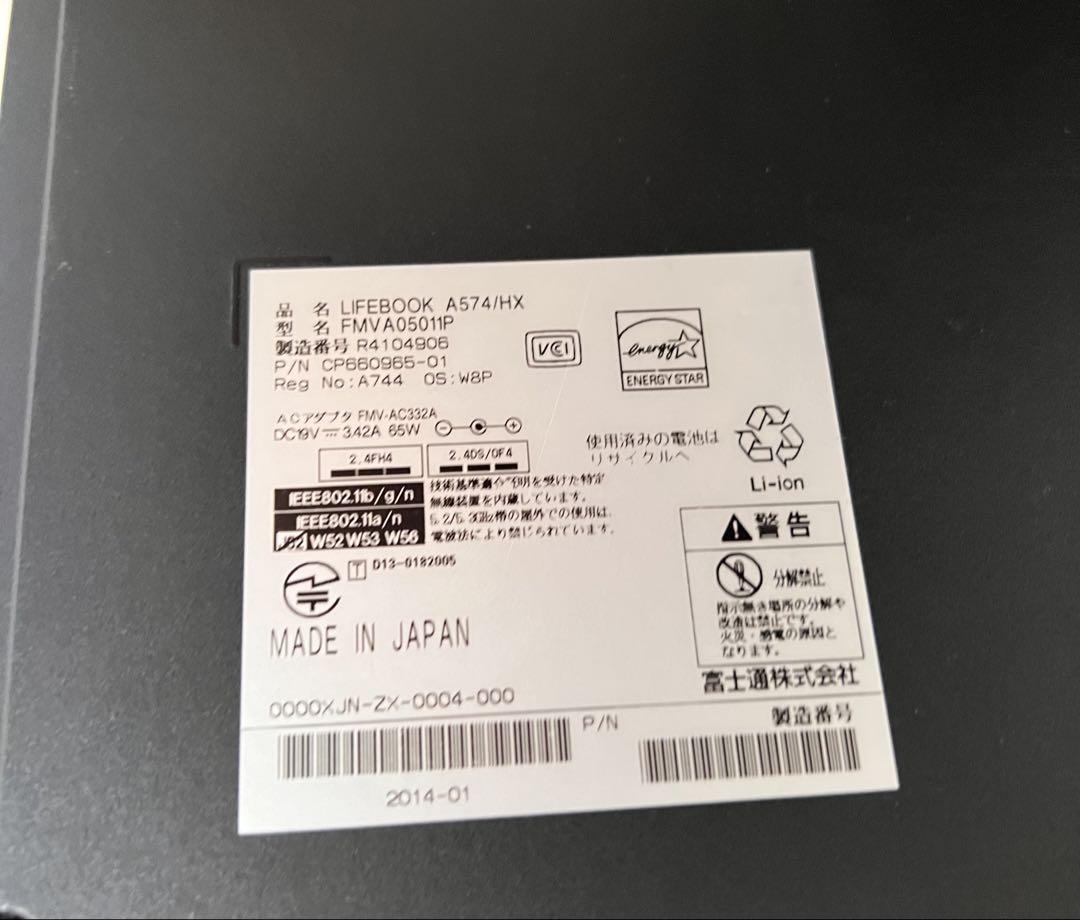 品 名 LIFEBOOK A574/HX
型 名 FMVA05011P
製造番号 R4104906
P/N CP660965-01
Reg No:A744 OS:W8P
VCI
energy
ENERGY STAR
ACアダプタ FMV-AC332A
DC19V 3.42A 65W
2.4FH4
2.4DS/OF4
使用済みの電池は
リサイクルへ
Li-ion
IEEE802.11b/g/n
IEEE802.11a/n
J52 W52 W53 W56
技術基準適合証明を受けた特定
無線装置を内蔵しています。
5.2/5.3GHz帯の屋外での使用は、
電波法により禁じられています。
T D13-0182005
警告
分解禁止
指示無き場所の分解や
改造は禁止です。
火災・感電の原因と
なります。
MADE IN JAPAN
富士通株式会社
0000XJN-ZX-0004-000
P/N
製造番号
2014-01